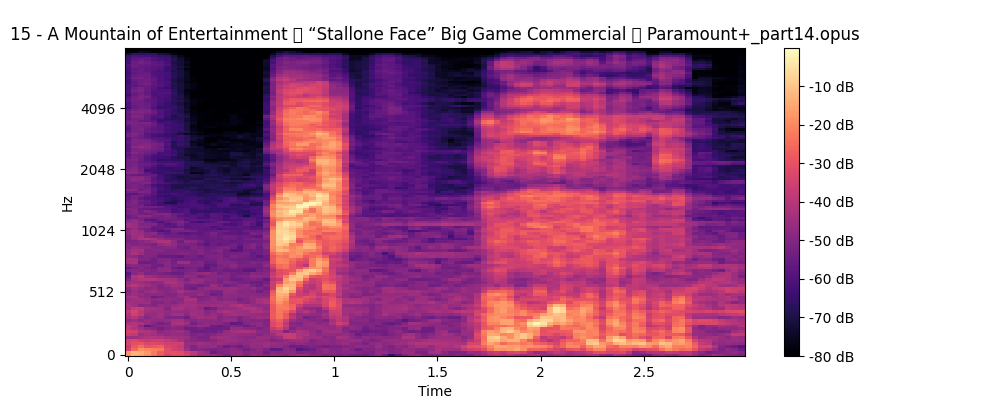 15 - A Mountain of Entertainment ▯ “Stallone Face” Big Game Commercial ▯ Paramount+_part14.opus
4096
2048
1024
512
0
Hz
0
0.5
1
1.5
2
2.5
Time
-10 dB
-20 dB
-30 dB
-40 dB
-50 dB
-60 dB
-70 dB
-80 dB